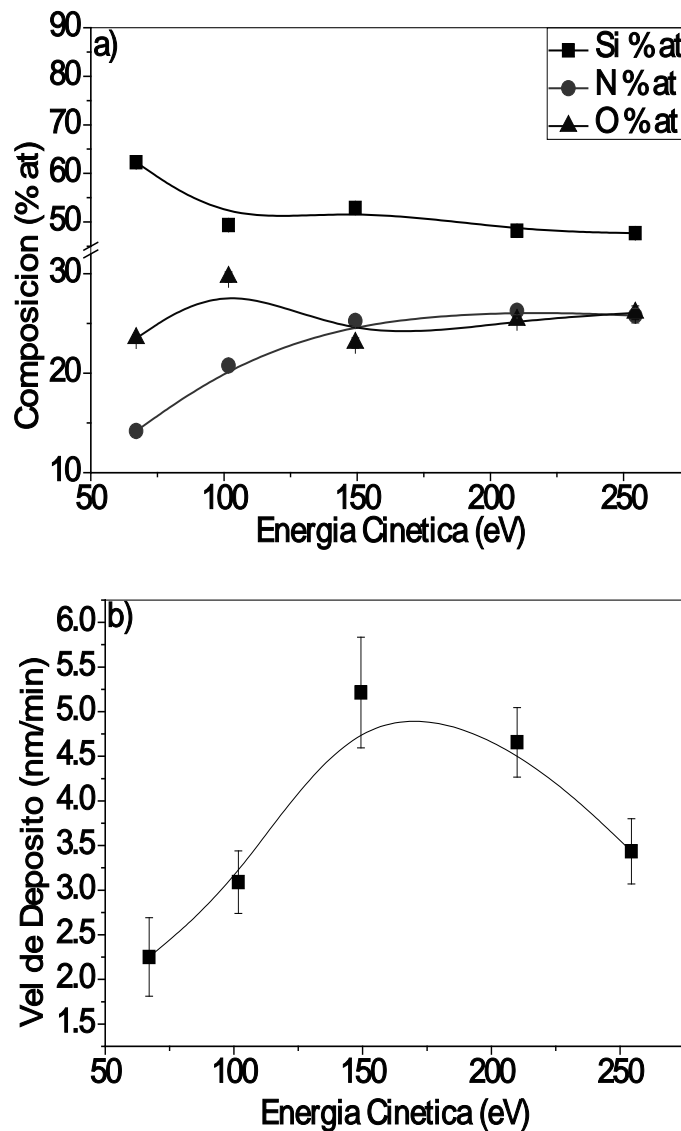 a)
Si %at
N %at
O %at
90
80
70
60
50
30
20
10
Composicion (% at)
50 100 150 200 250
Energia Cinetica (eV)
b)
6.0
5.5
5.0
4.5
4.0
3.5
3.0
2.5
2.0
1.5
Vel de Deposito (nm/min)
50 100 150 200 250
Energia Cinetica (eV)